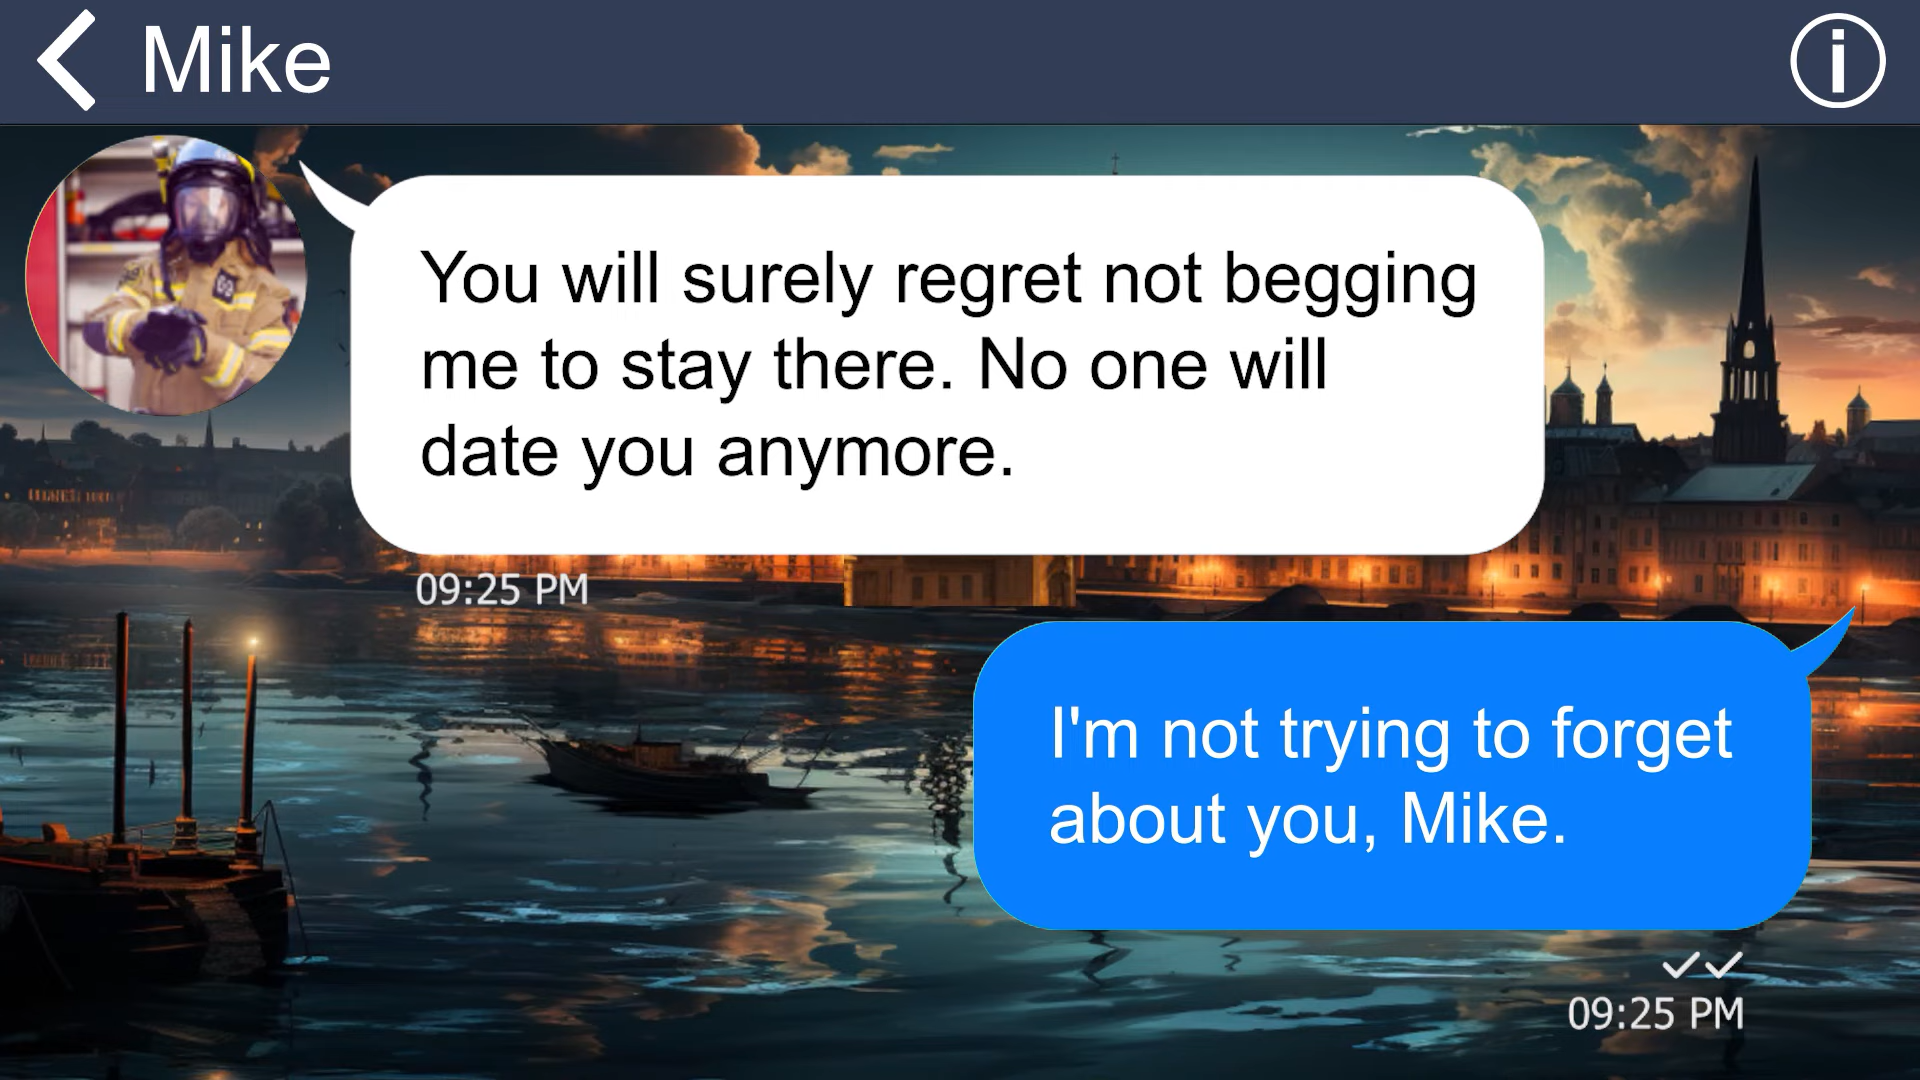 Mike
You will surely regret not begging
me to stay there. No one will
date you anymore.
09:25 PM
I'm not trying to forget
about you, Mike.
09:25 PM